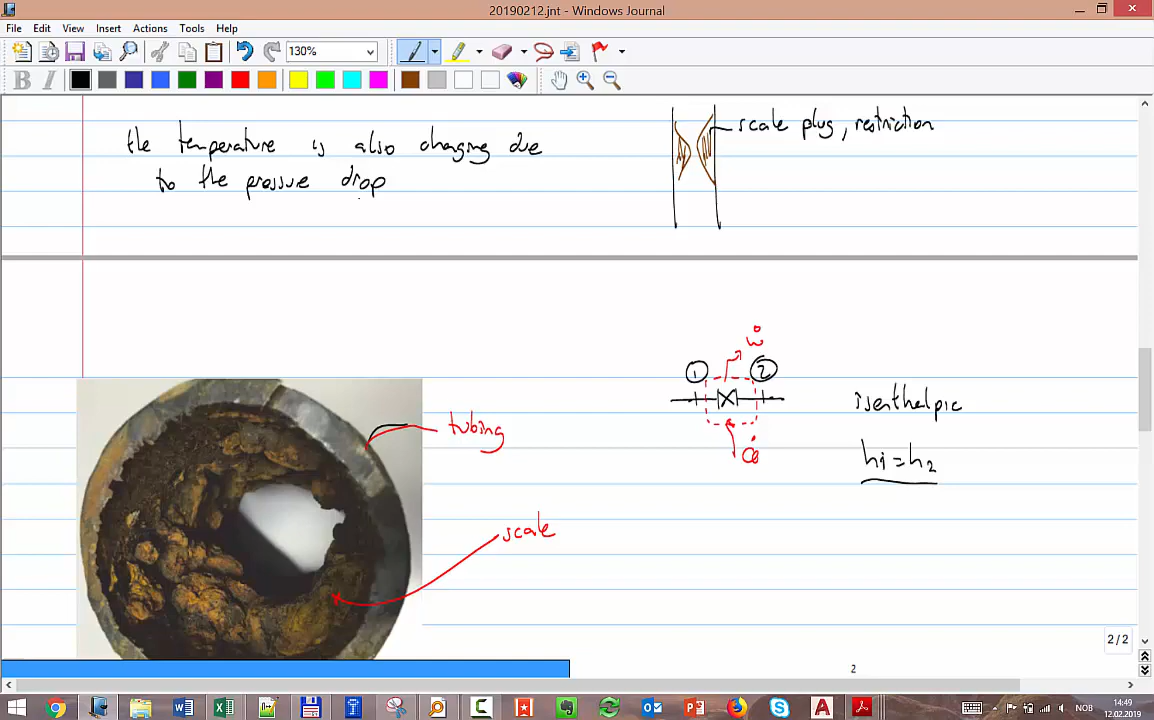 20190212.jnt - Windows Journal
File Edit View Insert Actions Tools Help
130%
the temperature is also changing due
to the pressure drop
scale plug, restriction
ẇ
1 2
isenthalpic
Q̇
h1 = h2
tubing
scale
2/2
2
NOB
14:49
12.02.2019